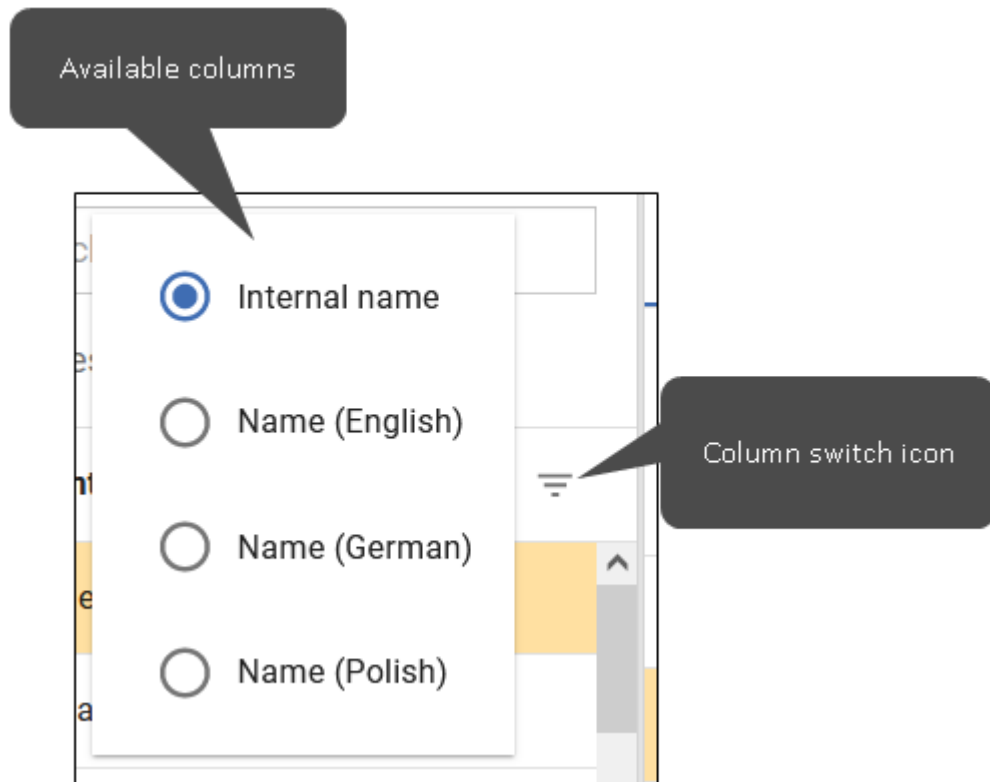 Available columns
Internal name
Name (English)
Column switch icon
Name (German)
Name (Polish)